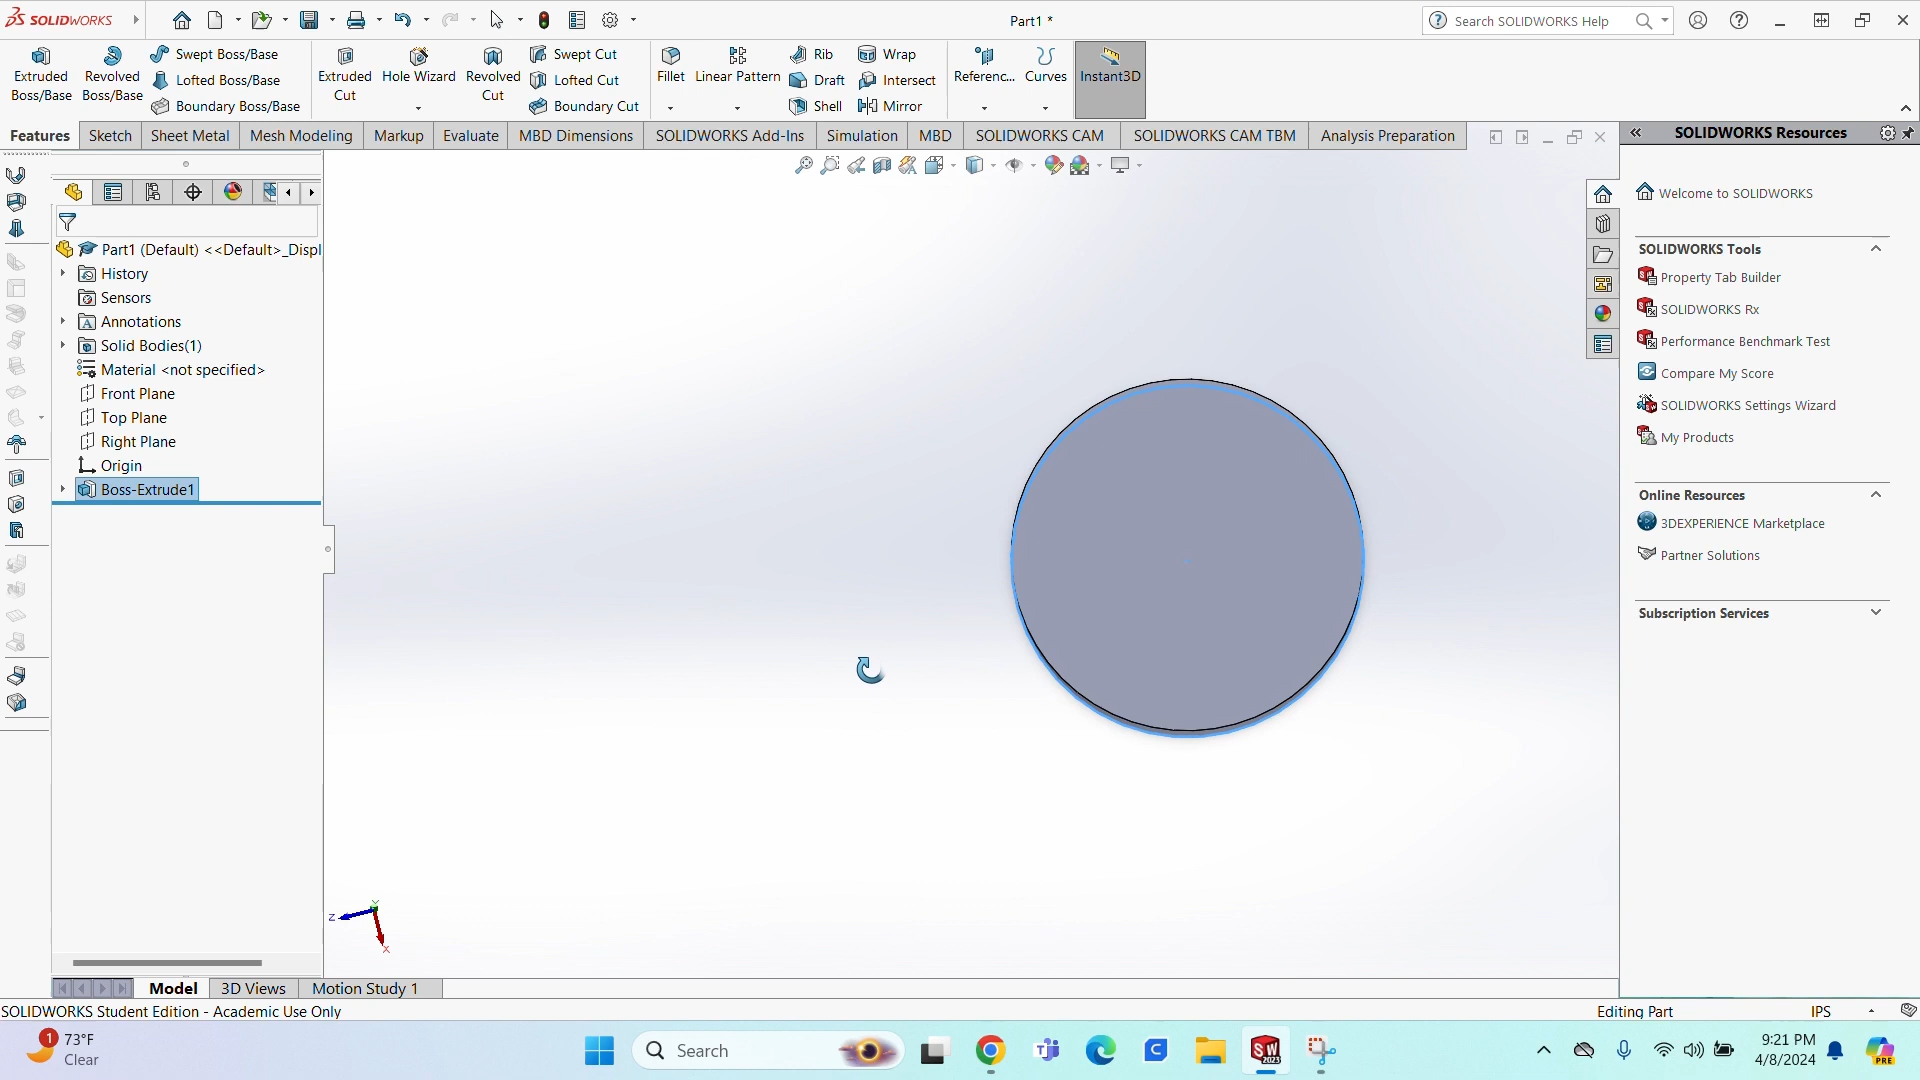 SOLIDWORKS
Part1 *
Search SOLIDWORKS Help
Extruded Boss/Base
Revolved Boss/Base
Swept Boss/Base
Lofted Boss/Base
Boundary Boss/Base
Extruded Cut
Hole Wizard
Revolved Cut
Swept Cut
Lofted Cut
Boundary Cut
Fillet
Linear Pattern
Rib
Draft
Shell
Wrap
Intersect
Mirror
Referenc...
Curves
Instant3D
Features
Sketch
Sheet Metal
Mesh Modeling
Markup
Evaluate
MBD Dimensions
SOLIDWORKS Add-Ins
Simulation
MBD
SOLIDWORKS CAM
SOLIDWORKS CAM TBM
Analysis Preparation
SOLIDWORKS Resources
Part1 (Default) <<Default>_Displ
History
Sensors
Annotations
Solid Bodies(1)
Material <not specified>
Front Plane
Top Plane
Right Plane
Origin
Boss-Extrude1
Welcome to SOLIDWORKS
SOLIDWORKS Tools
Property Tab Builder
SOLIDWORKS Rx
Performance Benchmark Test
Compare My Score
SOLIDWORKS Settings Wizard
My Products
Online Resources
3DEXPERIENCE Marketplace
Partner Solutions
Subscription Services
Y
Z
X
Model
3D Views
Motion Study 1
SOLIDWORKS Student Edition - Academic Use Only
Editing Part
IPS
1
73°F
Clear
Search
SW
2023
9:21 PM
4/8/2024
PRE